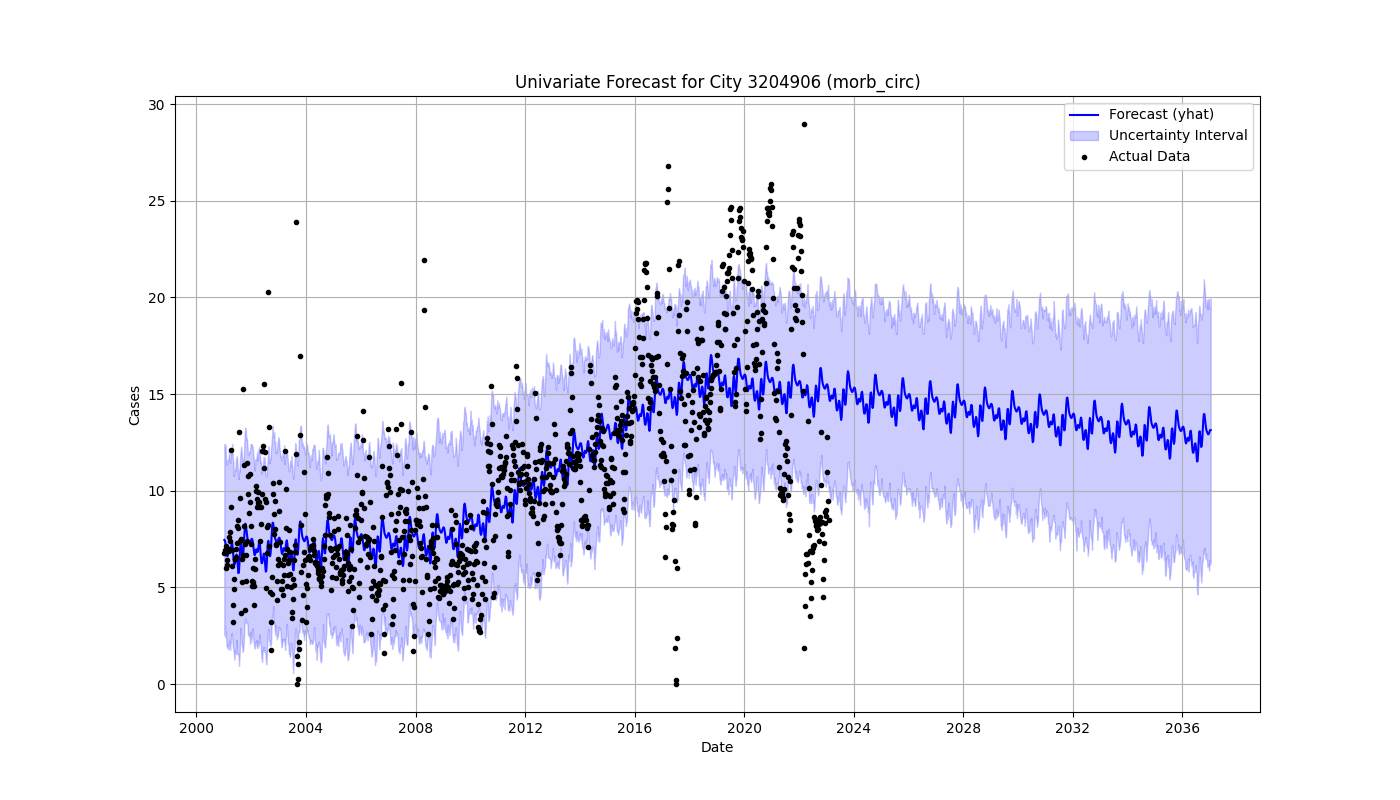 Univariate Forecast for City 3204906 (morb_circ)
Forecast (yhat)
Uncertainty Interval
Actual Data
Cases
30
25
20
15
10
5
0
2000 2004 2008 2012 2016 2020 2024 2028 2032 2036
Date